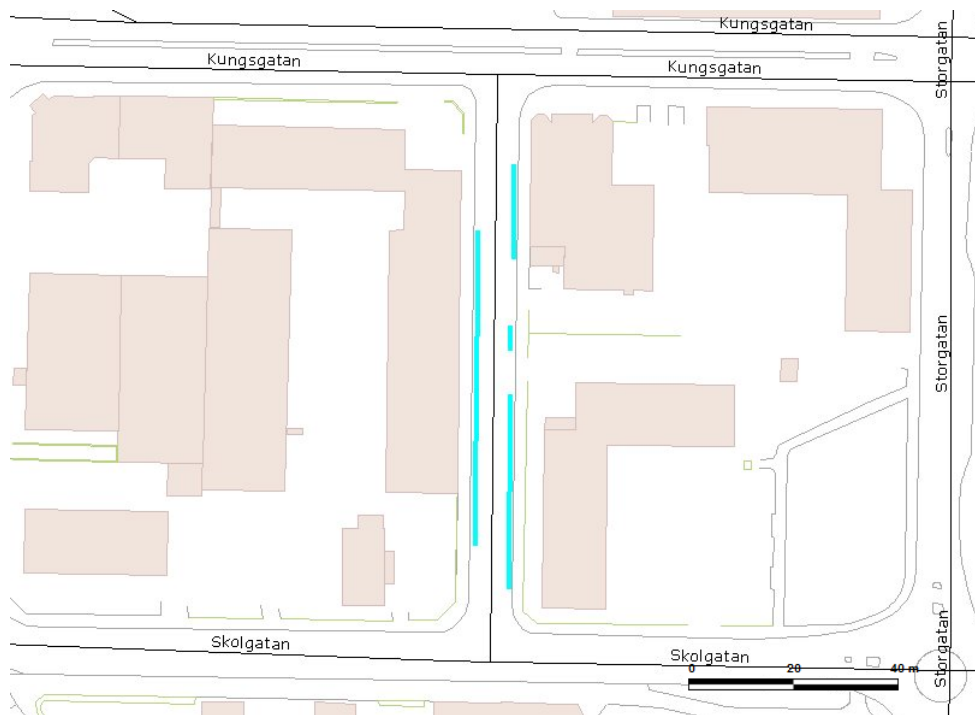 Kungsgatan
Storgatan
Kungsgatan
Kungsgatan
Storgatan
Skolgatan
Skolgatan
Storgatan
0 20 40 m